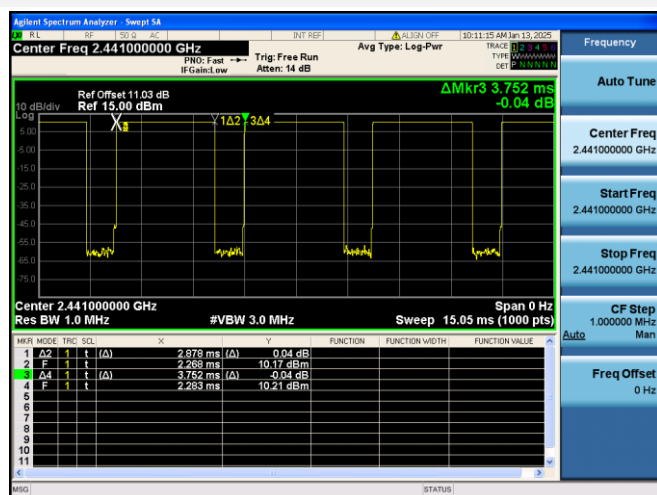 Agilent Spectrum Analyzer - Swept SA
RL RF 50 Ω AC INT REF ALIGN OFF 10:11:15 AM Jan 13, 2025
Center Freq 2.441000000 GHz
PNO: Fast
IFGain:Low
Trig: Free Run
Atten: 14 dB
Avg Type: Log-Pwr
TRACE 1 2 3 4 5 6
TYPE WWWWWW
DET P N N N N N
Ref Offset 11.03 dB
Ref 15.00 dBm
10 dB/div
Log
ΔMkr3 3.752 ms
-0.04 dB
1Δ2 3Δ4
5.00
-5.00
-15.0
-25.0
-35.0
-45.0
-55.0
-65.0
-75.0
Center 2.441000000 GHz Span 0 Hz
Res BW 1.0 MHz #VBW 3.0 MHz Sweep 15.05 ms (1000 pts)
MKR MODE TRC SCL X Y FUNCTION FUNCTION WIDTH FUNCTION VALUE
1 Δ2 1 t (Δ) 2.878 ms (Δ) 0.04 dB
2 F 1 t 2.268 ms 10.17 dBm
3 Δ4 1 t (Δ) 3.752 ms (Δ) -0.04 dB
4 F 1 t 2.283 ms 10.21 dBm
5
6
7
8
9
10
11
MSG STATUS
Frequency
Auto Tune
Center Freq
2.441000000 GHz
Start Freq
2.441000000 GHz
Stop Freq
2.441000000 GHz
CF Step
1.000000 MHz
Auto Man
Freq Offset
0 Hz